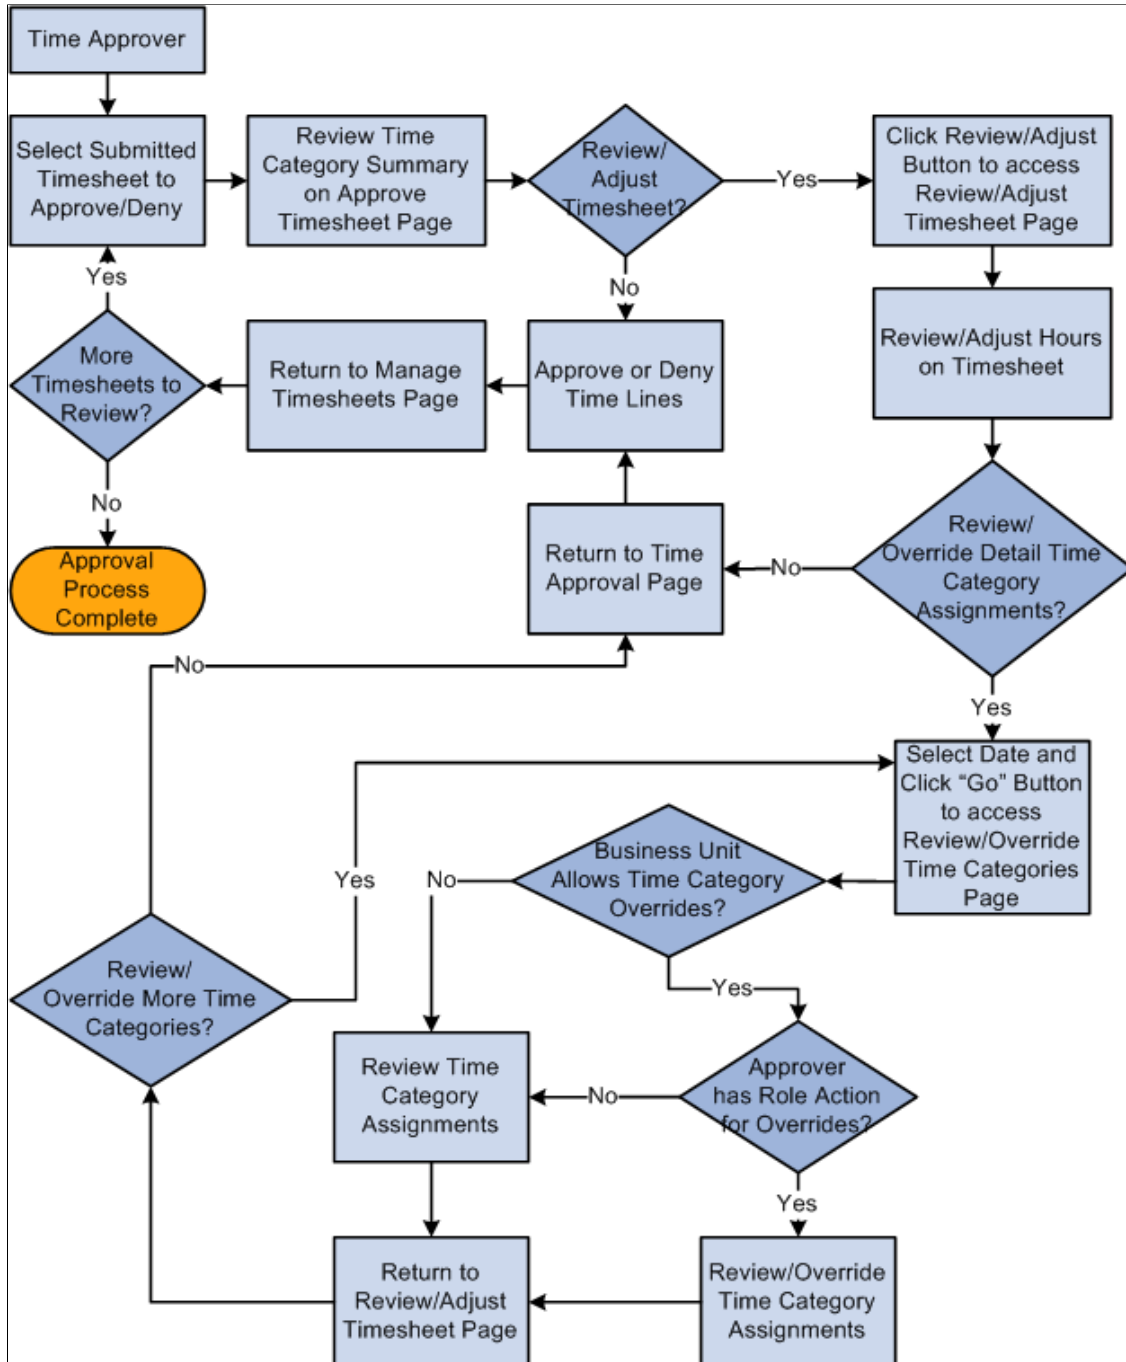 Time Approver
Select Submitted
Timesheet to
Approve/Deny
Review Time
Category Summary
on Approve
Timesheet Page
Review/
Adjust
Timesheet?
Yes
Click Review/Adjust
Button to access
Review/Adjust
Timesheet Page
Yes
No
More
Timesheets to
Review?
Return to Manage
Timesheets Page
Approve or Deny
Time Lines
Review/Adjust Hours
on Timesheet
No
Approval
Process
Complete
Return to Time
Approval Page
No
Review/
Override Detail Time
Category
Assignments?
No
Yes
Select Date and
Click “Go” Button
to access
Review/Override
Time Categories
Page
Business Unit
Allows Time Category
Overrides?
No
Yes
Yes
Review/
Override More Time
Categories?
Review Time
Category
Assignments
No
Approver
has Role Action
for Overrides?
Yes
Return to
Review/Adjust
Timesheet Page
Review/Override
Time Category
Assignments